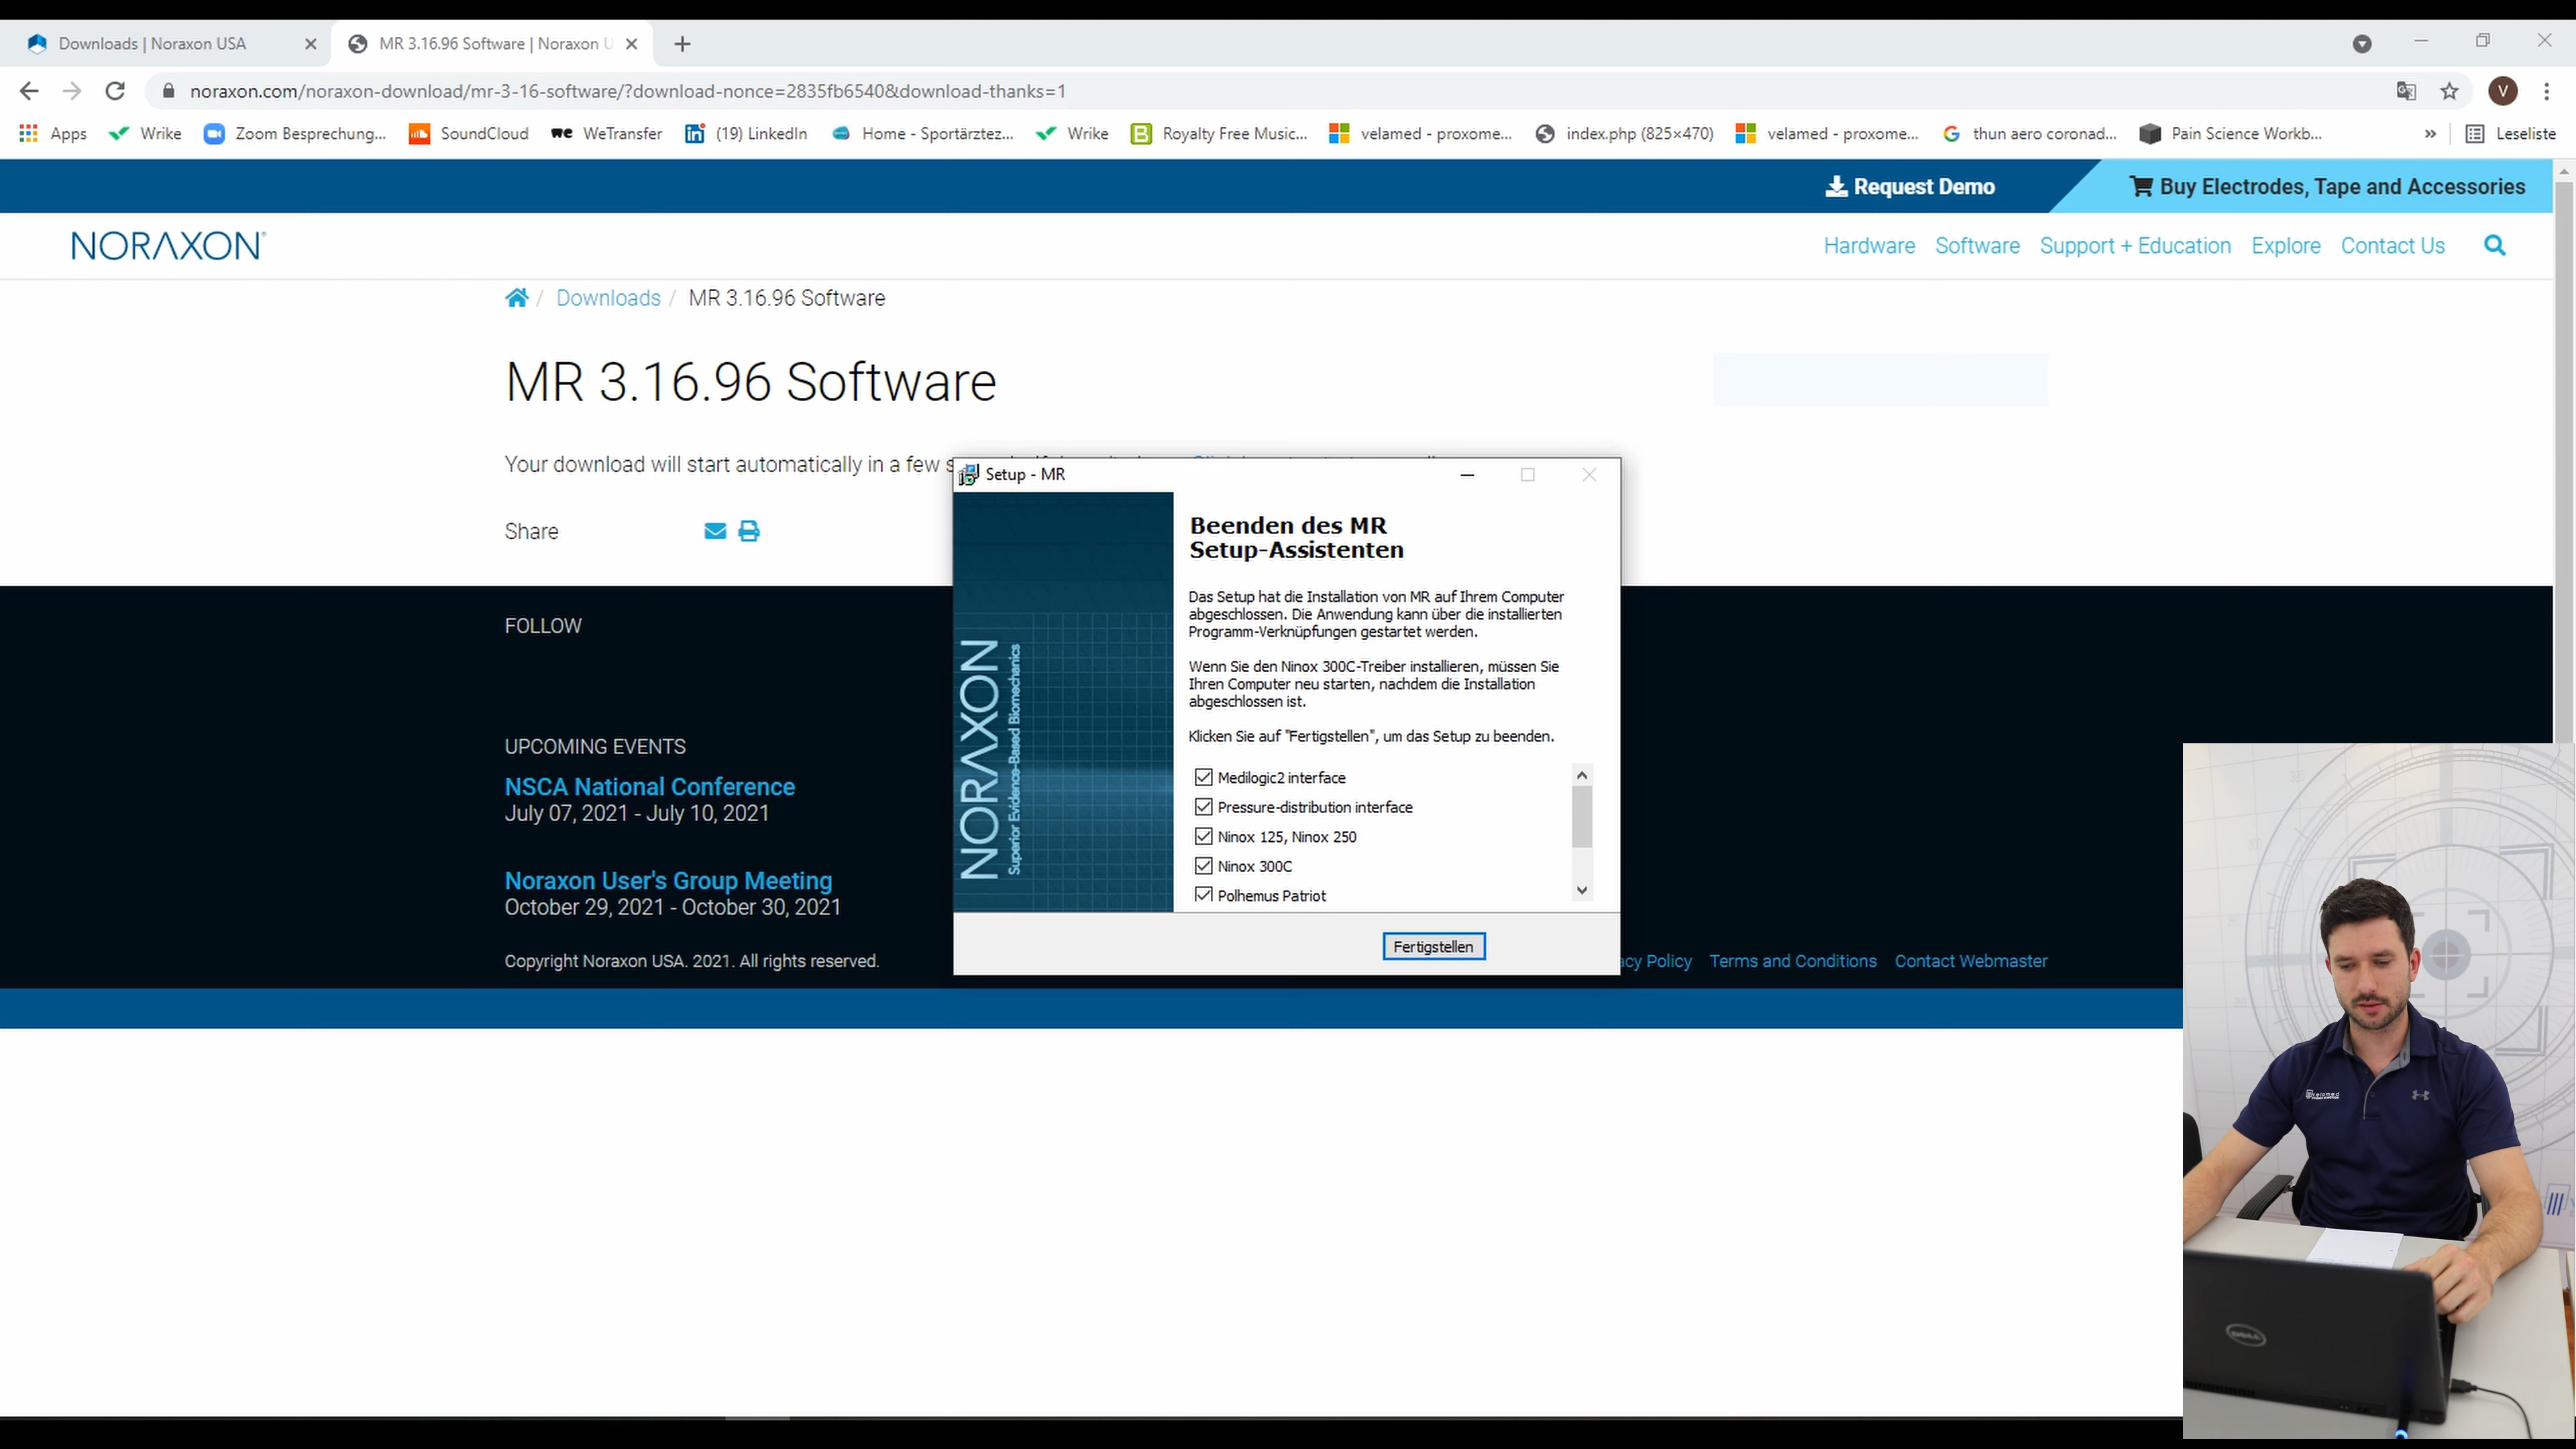 Downloads | Noraxon USA
MR 3.16.96 Software | Noraxon U
noraxon.com/noraxon-download/mr-3-16-software/?download-nonce=2835fb6540&download-thanks=1
V
Apps
Wrike
Zoom Besprechung...
SoundCloud
we WeTransfer
in (19) LinkedIn
Home - Sportärztez...
Wrike
B Royalty Free Music...
velamed - proxome...
index.php (825×470)
velamed - proxome...
G thun aero coronad...
Pain Science Workb...
»
Leseliste
Request Demo
Buy Electrodes, Tape and Accessories
NORAXON
Hardware
Software
Support + Education
Explore
Contact Us
/ Downloads / MR 3.16.96 Software
MR 3.16.96 Software
Your download will start automatically in a few s
Share
Setup - MR
Beenden des MR
Setup-Assistenten
Das Setup hat die Installation von MR auf Ihrem Computer
abgeschlossen. Die Anwendung kann über die installierten
Programm-Verknüpfungen gestartet werden.
Wenn Sie den Ninox 300C-Treiber installieren, müssen Sie
Ihren Computer neu starten, nachdem die Installation
abgeschlossen ist.
Klicken Sie auf "Fertigstellen", um das Setup zu beenden.
Medilogic2 interface
Pressure-distribution interface
Ninox 125, Ninox 250
Ninox 300C
Polhemus Patriot
Fertigstellen
NORAXON
Superior Evidence-Based Biomechanics
FOLLOW
UPCOMING EVENTS
NSCA National Conference
July 07, 2021 - July 10, 2021
Noraxon User's Group Meeting
October 29, 2021 - October 30, 2021
Copyright Noraxon USA. 2021. All rights reserved.
acy Policy
Terms and Conditions
Contact Webmaster
velamed
DELL